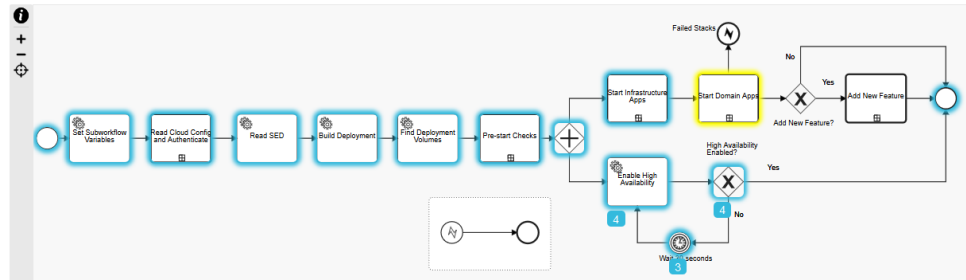 Failed Stacks
No
Start Infrastructure
Apps
Start Domain Apps
Yes
Add New Feature
Add New Feature?
Set Subworkflow
Variables
Read Cloud Config
and Authenticate
Read SED
Build Deployment
Find Deployment
Volumes
Pre-start Checks
High Availability
Enabled?
Yes
Enable High
Availability
4
4
No
3